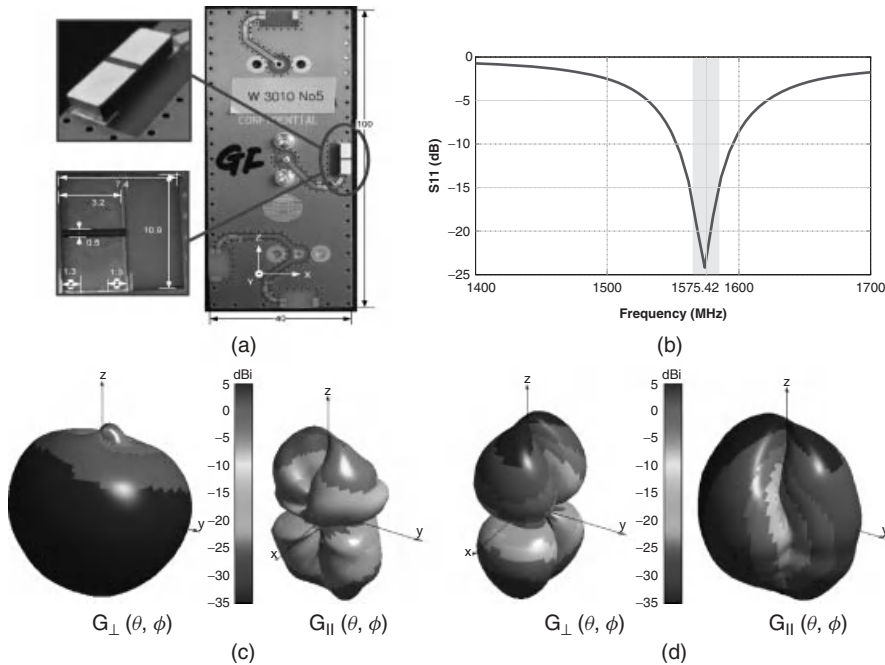 W 3010 No5
CONFIDENTIAL
GF
100
7.4
3.2
10.9
0.5
1.3
1.3
Z
X
Y
40
(a)
0
−5
−10
−15
−20
−25
S11 (dB)
1400
1500
1575.42
1600
1700
Frequency (MHz)
(b)
z
y
dBi
5
0
−5
−10
−15
−20
−25
−30
−35
z
y
x
G⊥ (θ, ϕ)
G|| (θ, ϕ)
(c)
z
y
x
dBi
5
0
−5
−10
−15
−20
−25
−30
−35
z
y
G⊥ (θ, ϕ)
G|| (θ, ϕ)
(d)